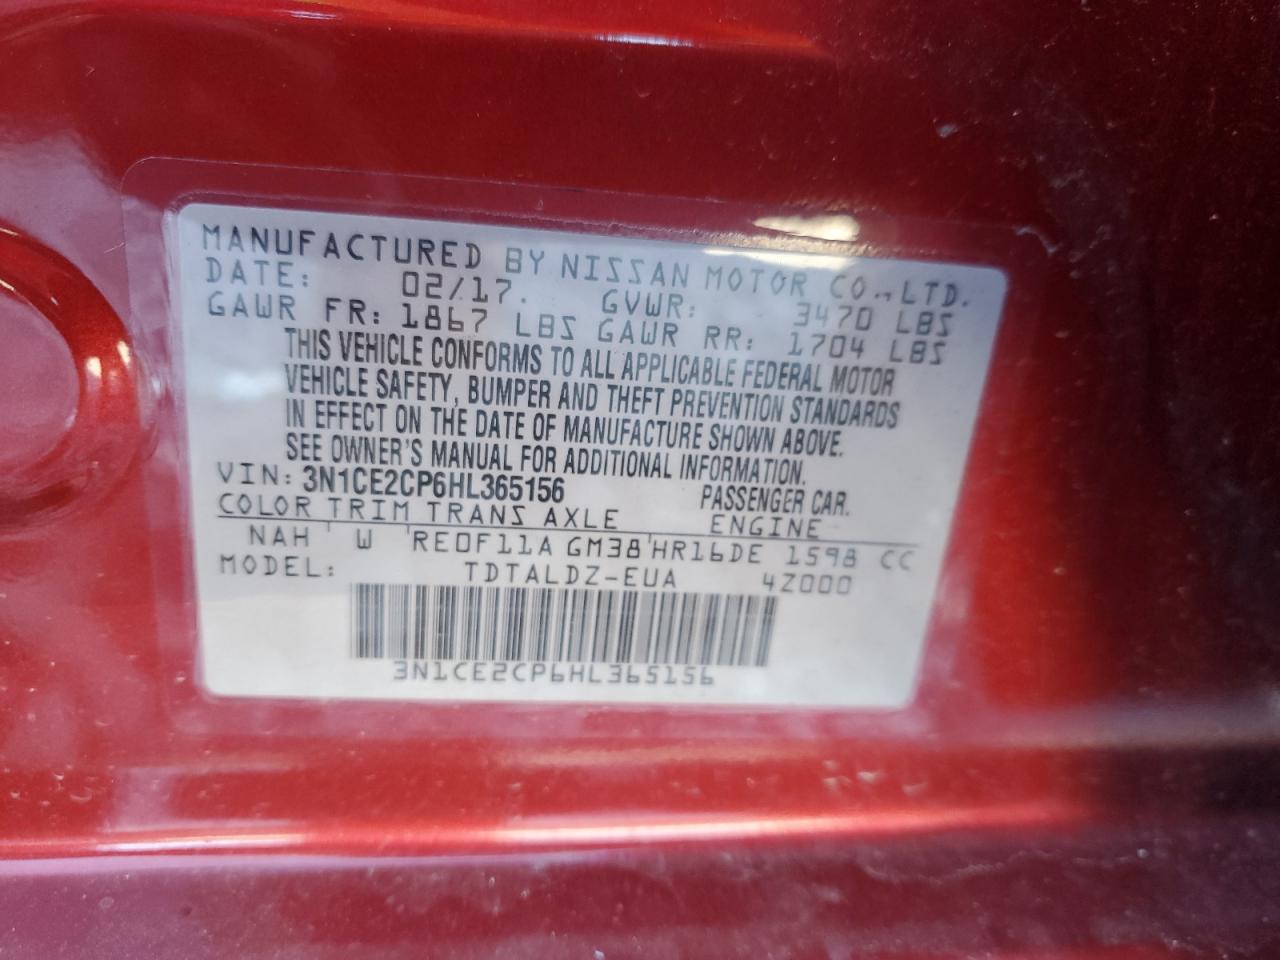 MANUFACTURED BY NISSAN MOTOR CO., LTD.
DATE: 02/17. GVWR: 3470 LBS
GAWR FR: 1867 LBS GAWR RR: 1704 LBS
THIS VEHICLE CONFORMS TO ALL APPLICABLE FEDERAL MOTOR
VEHICLE SAFETY, BUMPER AND THEFT PREVENTION STANDARDS
IN EFFECT ON THE DATE OF MANUFACTURE SHOWN ABOVE.
SEE OWNER'S MANUAL FOR ADDITIONAL INFORMATION.
VIN: 3N1CE2CP6HL365156 PASSENGER CAR.
COLOR TRIM TRANS AXLE ENGINE
NAH W RE0F11A GM38 HR16DE 1598 CC
MODEL: TDTALDZ-EUA 4Z000
3N1CE2CP6HL365156